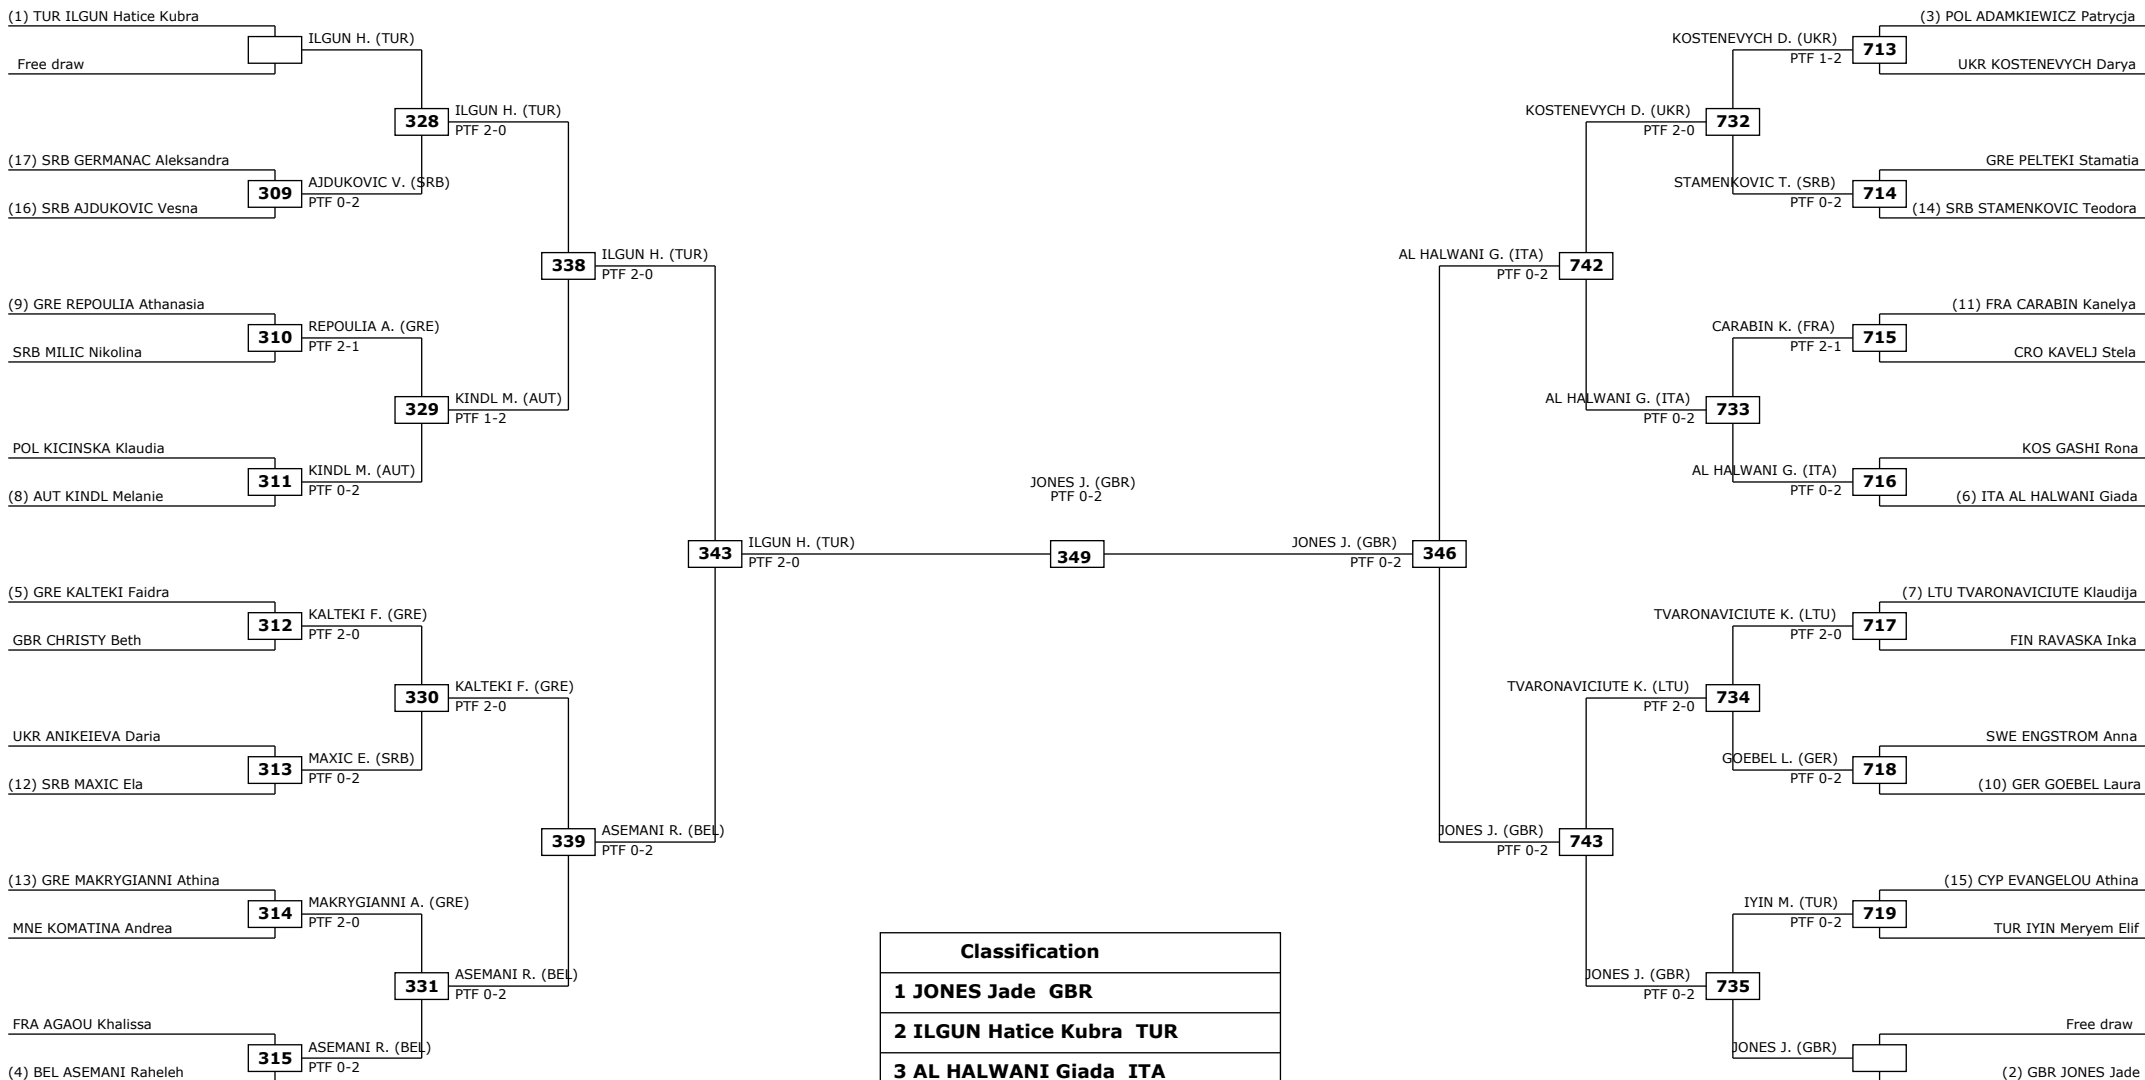 (1) TUR ILGUN Hatice Kubra
ILGUN H. (TUR)
Free draw
328
ILGUN H. (TUR)
PTF 2-0
(17) SRB GERMANAC Aleksandra
309
AJDUKOVIC V. (SRB)
PTF 0-2
(16) SRB AJDUKOVIC Vesna
338
ILGUN H. (TUR)
PTF 2-0
(9) GRE REPOULIA Athanasia
310
REPOULIA A. (GRE)
PTF 2-1
SRB MILIC Nikolina
329
KINDL M. (AUT)
PTF 1-2
POL KICINSKA Klaudia
311
KINDL M. (AUT)
PTF 0-2
(8) AUT KINDL Melanie
343
ILGUN H. (TUR)
PTF 2-0
(5) GRE KALTEKI Faidra
312
KALTEKI F. (GRE)
PTF 2-0
GBR CHRISTY Beth
330
KALTEKI F. (GRE)
PTF 2-0
UKR ANIKEIEVA Daria
313
MAXIC E. (SRB)
PTF 0-2
(12) SRB MAXIC Ela
339
ASEMANI R. (BEL)
PTF 0-2
(13) GRE MAKRYGIANNI Athina
314
MAKRYGIANNI A. (GRE)
PTF 2-0
MNE KOMATINA Andrea
331
ASEMANI R. (BEL)
PTF 0-2
FRA AGAOU Khalissa
315
ASEMANI R. (BEL)
PTF 0-2
(4) BEL ASEMANI Raheleh
JONES J. (GBR)
PTF 0-2
349
(3) POL ADAMKIEWICZ Patrycja
KOSTENEVYCH D. (UKR)
PTF 1-2
713
UKR KOSTENEVYCH Darya
KOSTENEVYCH D. (UKR)
PTF 2-0
732
GRE PELTEKI Stamatia
STAMENKOVIC T. (SRB)
PTF 0-2
714
(14) SRB STAMENKOVIC Teodora
AL HALWANI G. (ITA)
PTF 0-2
742
(11) FRA CARABIN Kanelya
CARABIN K. (FRA)
PTF 2-1
715
CRO KAVELJ Stela
AL HALWANI G. (ITA)
PTF 0-2
733
KOS GASHI Rona
AL HALWANI G. (ITA)
PTF 0-2
716
(6) ITA AL HALWANI Giada
JONES J. (GBR)
PTF 0-2
346
(7) LTU TVARONAVICIUTE Klaudija
TVARONAVICIUTE K. (LTU)
PTF 2-0
717
FIN RAVASKA Inka
TVARONAVICIUTE K. (LTU)
PTF 2-0
734
SWE ENGSTROM Anna
GOEBEL L. (GER)
PTF 0-2
718
(10) GER GOEBEL Laura
JONES J. (GBR)
PTF 0-2
743
(15) CYP EVANGELOU Athina
IYIN M. (TUR)
PTF 0-2
719
TUR IYIN Meryem Elif
JONES J. (GBR)
PTF 0-2
735
Free draw
JONES J. (GBR)
(2) GBR JONES Jade
Classification
1 JONES Jade GBR
2 ILGUN Hatice Kubra TUR
3 AL HALWANI Giada ITA